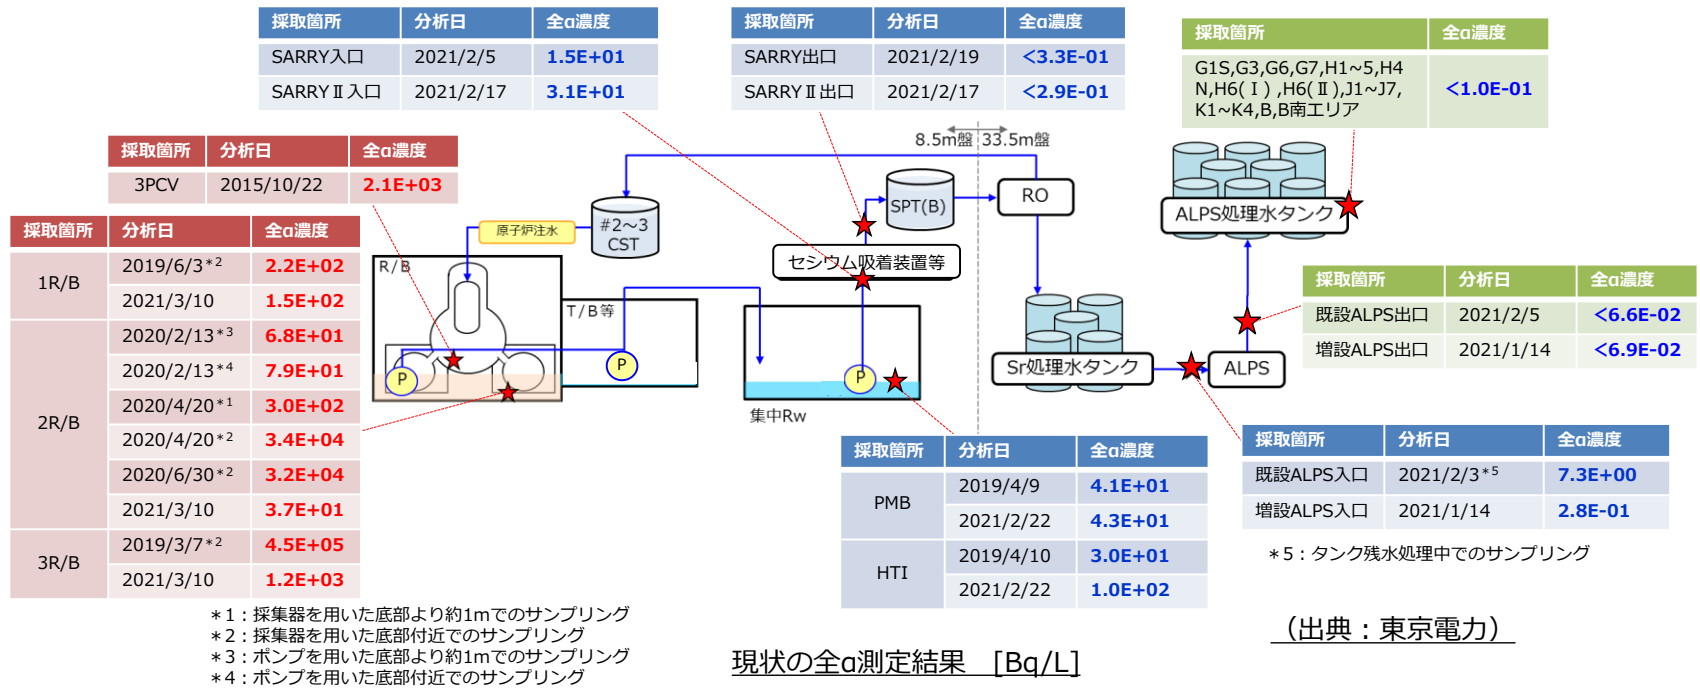 採取箇所 分析日 全α濃度
SARRY入口 2021/2/5 1.5E+01
SARRYⅡ入口 2021/2/17 3.1E+01
採取箇所 分析日 全α濃度
SARRY出口 2021/2/19 <3.3E-01
SARRYⅡ出口 2021/2/17 <2.9E-01
採取箇所 全α濃度
G1S,G3,G6,G7,H1~5,H4
N,H6(Ⅰ),H6(Ⅱ),J1~J7,
K1~K4,B,B南エリア
<1.0E-01
8.5m盤 33.5m盤
採取箇所 分析日 全α濃度
3PCV 2015/10/22 2.1E+03
採取箇所 分析日 全α濃度
1R/B
2019/6/3*2 2.2E+02
2021/3/10 1.5E+02
2R/B
2020/2/13*3 6.8E+01
2020/2/13*4 7.9E+01
2020/4/20*1 3.0E+02
2020/4/20*2 3.4E+04
2020/6/30*2 3.2E+04
2021/3/10 3.7E+01
3R/B
2019/3/7*2 4.5E+05
2021/3/10 1.2E+03
原子炉注水
#2~3
CST
R/B
T/B等
P
P
P
セシウム吸着装置等
SPT(B)
RO
ALPS処理水タンク
Sr処理水タンク
ALPS
集中Rw
採取箇所 分析日 全α濃度
既設ALPS出口 2021/2/5 <6.6E-02
増設ALPS出口 2021/1/14 <6.9E-02
採取箇所 分析日 全α濃度
PMB
2019/4/9 4.1E+01
2021/2/22 4.3E+01
HTI
2019/4/10 3.0E+01
2021/2/22 1.0E+02
採取箇所 分析日 全α濃度
既設ALPS入口 2021/2/3*5 7.3E+00
増設ALPS入口 2021/1/14 2.8E-01
*5：タンク残水処理中でのサンプリング
*1：採集器を用いた底部より約1mでのサンプリング
*2：採集器を用いた底部付近でのサンプリング
*3：ポンプを用いた底部より約1mでのサンプリング
*4：ポンプを用いた底部付近でのサンプリング
現状の全α測定結果 [Bq/L]
（出典：東京電力）